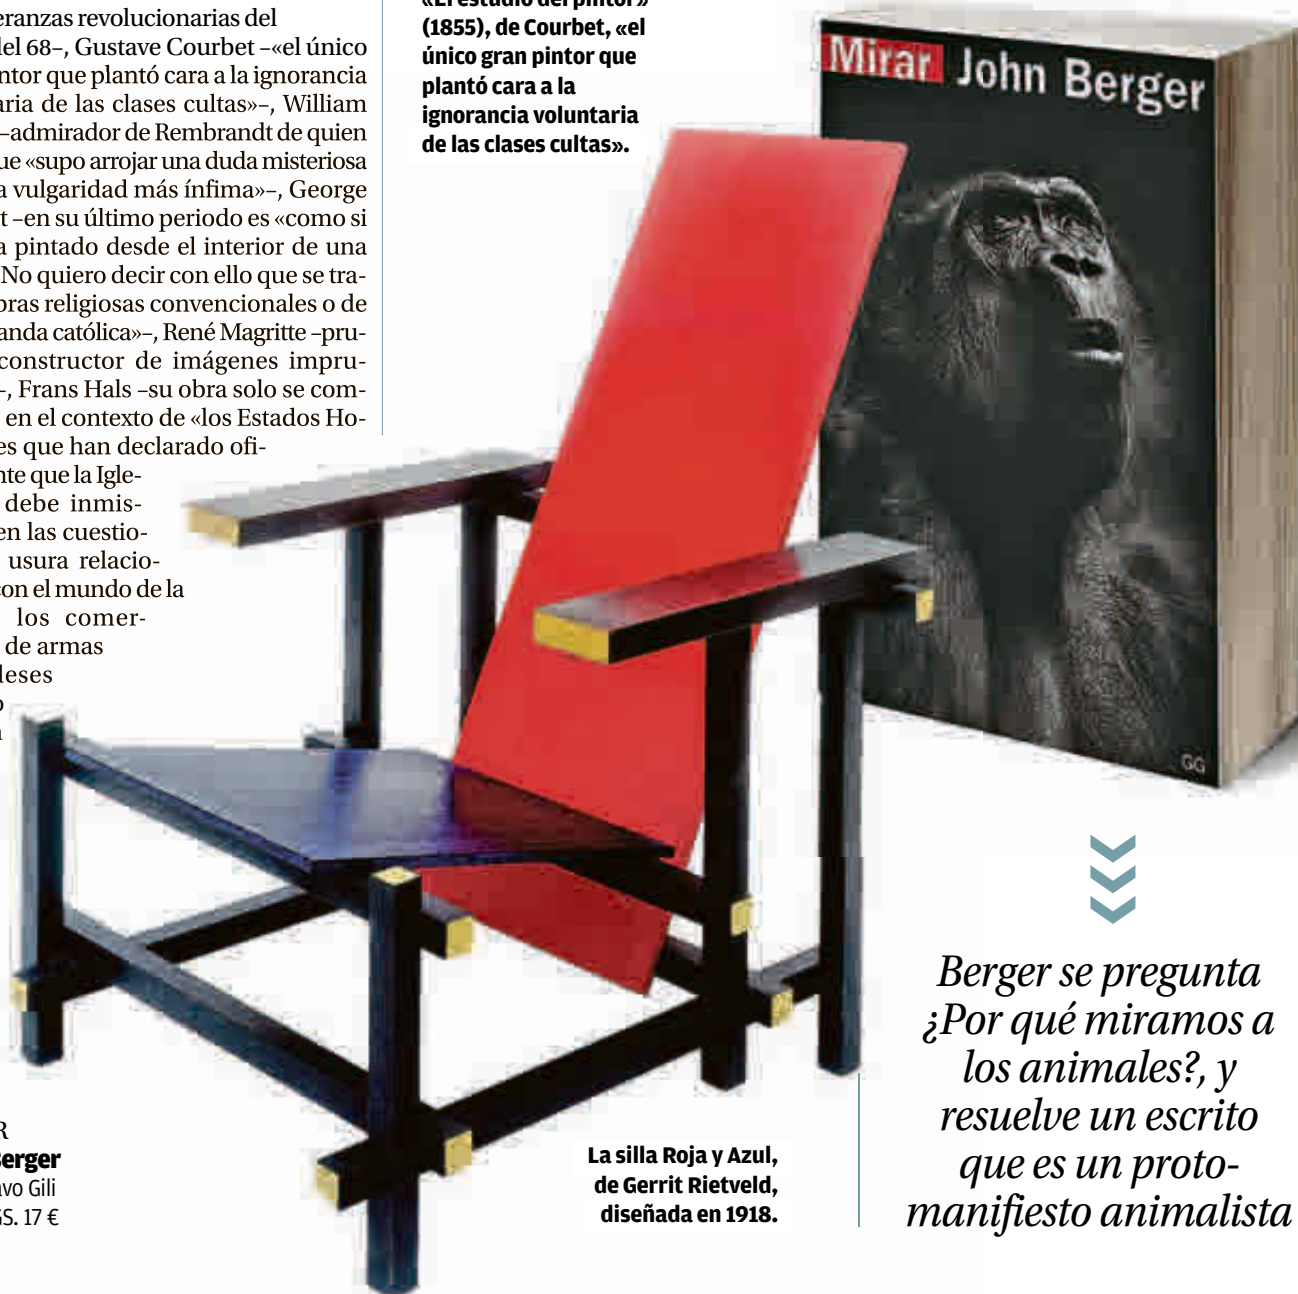 eranzas revolucionarias del
del 68–, Gustave Courbet –«el único
ntor que plantó cara a la ignorancia
aria de las clases cultas»–, William
–admirador de Rembrandt de quien
ue «supo arrojar una duda misteriosa
a vulgaridad más ínfima»–, George
t –en su último periodo es «como si
a pintado desde el interior de una
No quiero decir con ello que se tra-
bras religiosas convencionales o de
anda católica»–, René Magritte –pru-
constructor de imágenes impru-
–, Frans Hals –su obra solo se com-
en el contexto de «los Estados Ho-
es que han declarado ofi-
nte que la Igle-
debe inmis-
en las cuestio-
usura relacio-
con el mundo de la
los comer-
de armas
leses
«El estudio del pintor»
(1855), de Courbet, «el
único gran pintor que
plantó cara a la
ignorancia voluntaria
de las clases cultas».
Mirar John Berger
GG
Berger se pregunta
¿Por qué miramos a
los animales?, y
resuelve un escrito
que es un proto-
manifiesto animalista
La silla Roja y Azul,
de Gerrit Rietveld,
diseñada en 1918.
R
Berger
avo Gili
GS. 17 €